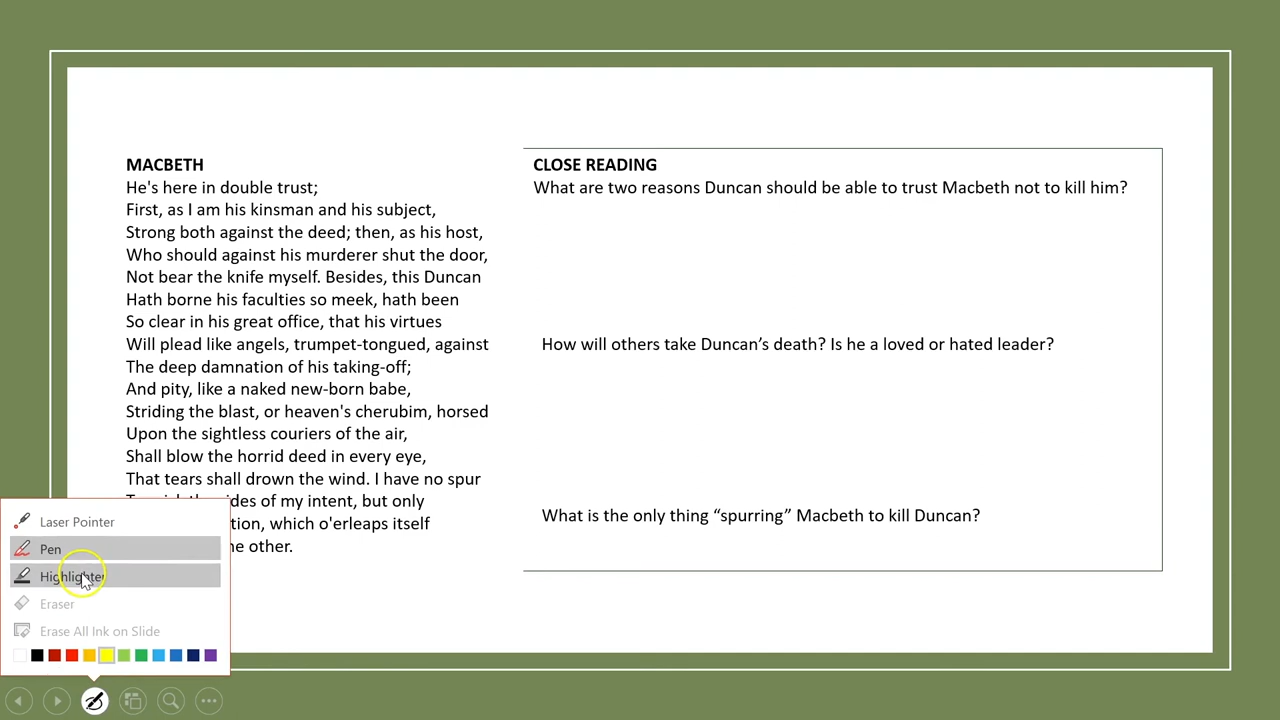 MACBETH
He's here in double trust;
First, as I am his kinsman and his subject,
Strong both against the deed; then, as his host,
Who should against his murderer shut the door,
Not bear the knife myself. Besides, this Duncan
Hath borne his faculties so meek, hath been
So clear in his great office, that his virtues
Will plead like angels, trumpet-tongued, against
The deep damnation of his taking-off;
And pity, like a naked new-born babe,
Striding the blast, or heaven's cherubim, horsed
Upon the sightless couriers of the air,
Shall blow the horrid deed in every eye,
That tears shall drown the wind. I have no spur
of my intent, but only
which o'erleaps itself
other.
CLOSE READING
What are two reasons Duncan should be able to trust Macbeth not to kill him?
How will others take Duncan’s death? Is he a loved or hated leader?
What is the only thing “spurring” Macbeth to kill Duncan?
Laser Pointer
Pen
Highlighter
Eraser
Erase All Ink on Slide